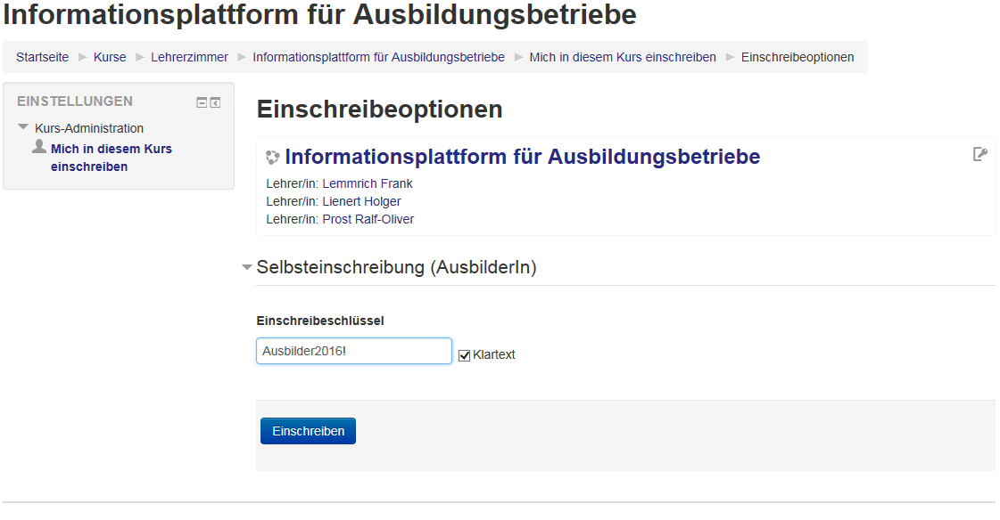 Informationsplattform für Ausbildungsbetriebe
Startseite Kurse Lehrerzimmer Informationsplattform für Ausbildungsbetriebe Mich in diesem Kurs einschreiben Einschreibeoptionen
EINSTELLUNGEN
Kurs-Administration
Mich in diesem Kurs
einschreiben
Einschreibeoptionen
Informationsplattform für Ausbildungsbetriebe
Lehrer/in: Lemmrich Frank
Lehrer/in: Lienert Holger
Lehrer/in: Prost Ralf-Oliver
Selbsteinschreibung (AusbilderIn)
Einschreibeschlüssel
Ausbilder2016!
Klartext
Einschreiben